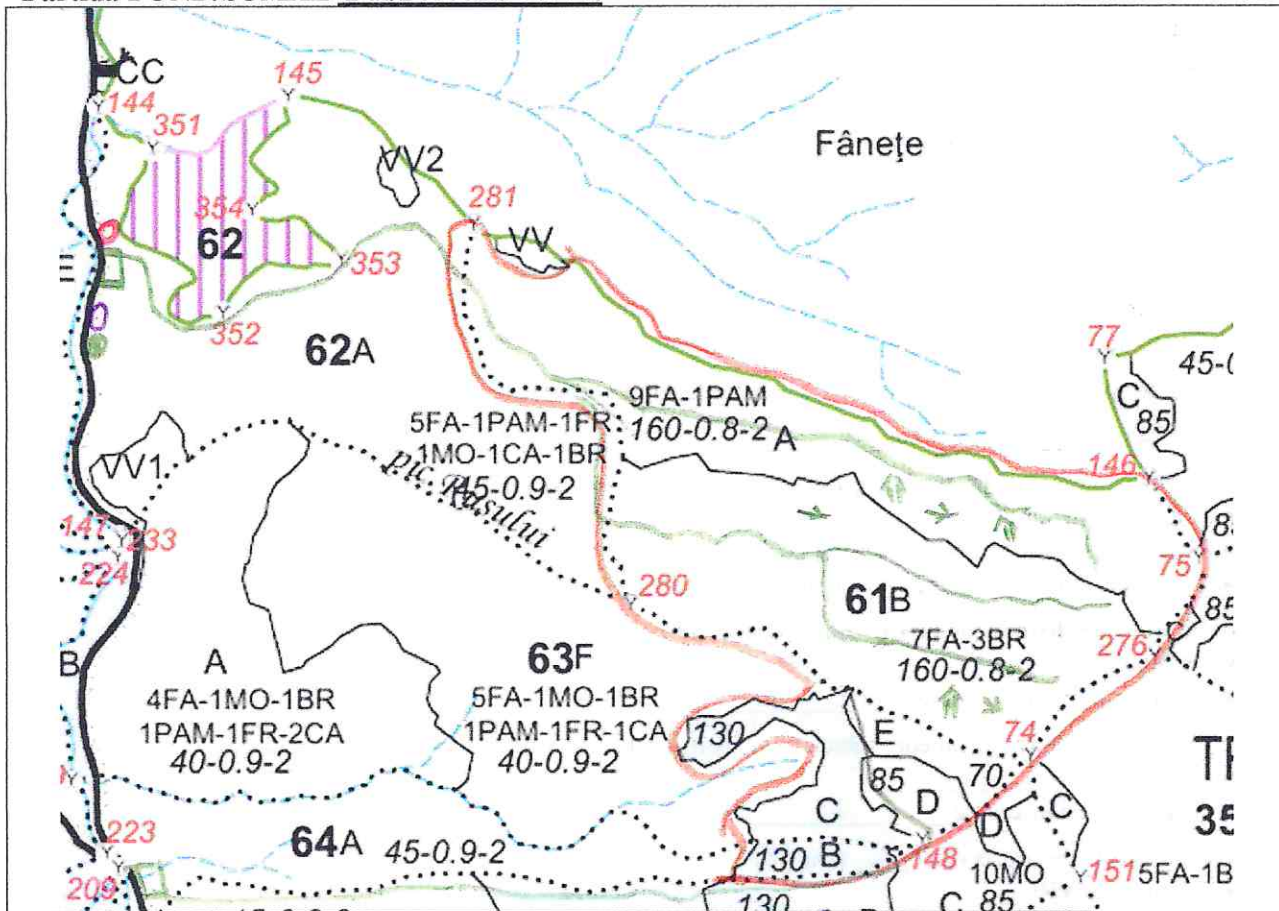 CC
144
145
351
Fânețe
VV2
281
354
VV
62
353
352
77
62A
45-0
9FA-1PAM
5FA-1PAM-1FR
160-0.8-2
A
C
85
1MO-1CA-1BR
45-0.9-2
pic. Rusului
VV1
146
147
233
224
75
280
61B
85
7FA-3BR
160-0.8-2
276
B
A
63F
4FA-1MO-1BR
5FA-1MO-1BR
1PAM-1FR-2CA
1PAM-1FR-1CA
40-0.9-2
40-0.9-2
130
E
74
85
70
D
C
C
D
223
64A
45-0.9-2
35
130
B
148
209
10MO
151
5FA-1B
130
C
85